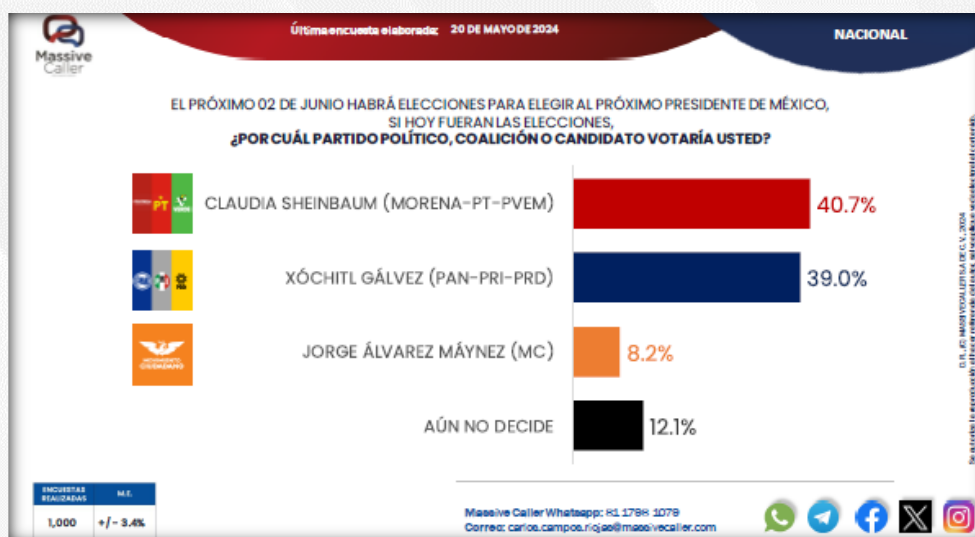 Massive
Caller
Última encuesta elaborada: 20 DE MAYO DE 2024
NACIONAL
EL PRÓXIMO 02 DE JUNIO HABRÁ ELECCIONES PARA ELEGIR AL PRÓXIMO PRESIDENTE DE MÉXICO,
SI HOY FUERAN LAS ELECCIONES,
¿POR CUÁL PARTIDO POLÍTICO, COALICIÓN O CANDIDATO VOTARÍA USTED?
PT
CLAUDIA SHEINBAUM (MORENA-PT-PVEM)
40.7%
XÓCHITL GÁLVEZ (PAN-PRI-PRD)
39.0%
MOVIMIENTO
CIUDADANO
JORGE ÁLVAREZ MÁYNEZ (MC)
8.2%
AÚN NO DECIDE
12.1%
ENCUESTAS
REALIZADAS
M.E.
1,000
+/- 3.4%
Massive Caller Whatsapp: 81 1798 1079
Correo: carlos.campos.riojas@massivecaller.com